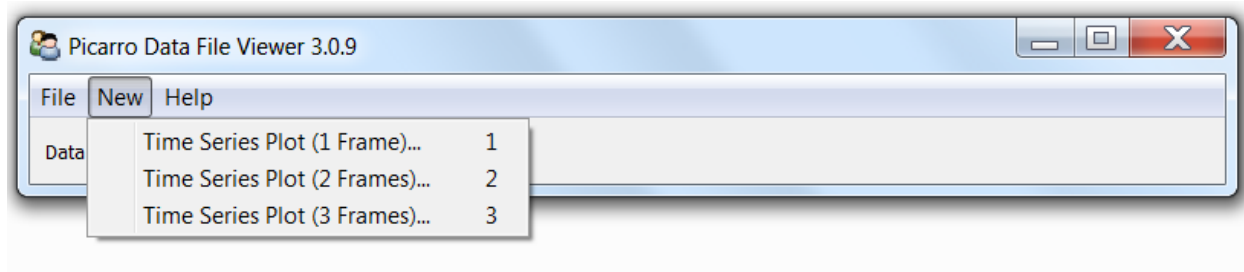 Picarro Data File Viewer 3.0.9
File New Help
Data
Time Series Plot (1 Frame)... 1
Time Series Plot (2 Frames)... 2
Time Series Plot (3 Frames)... 3